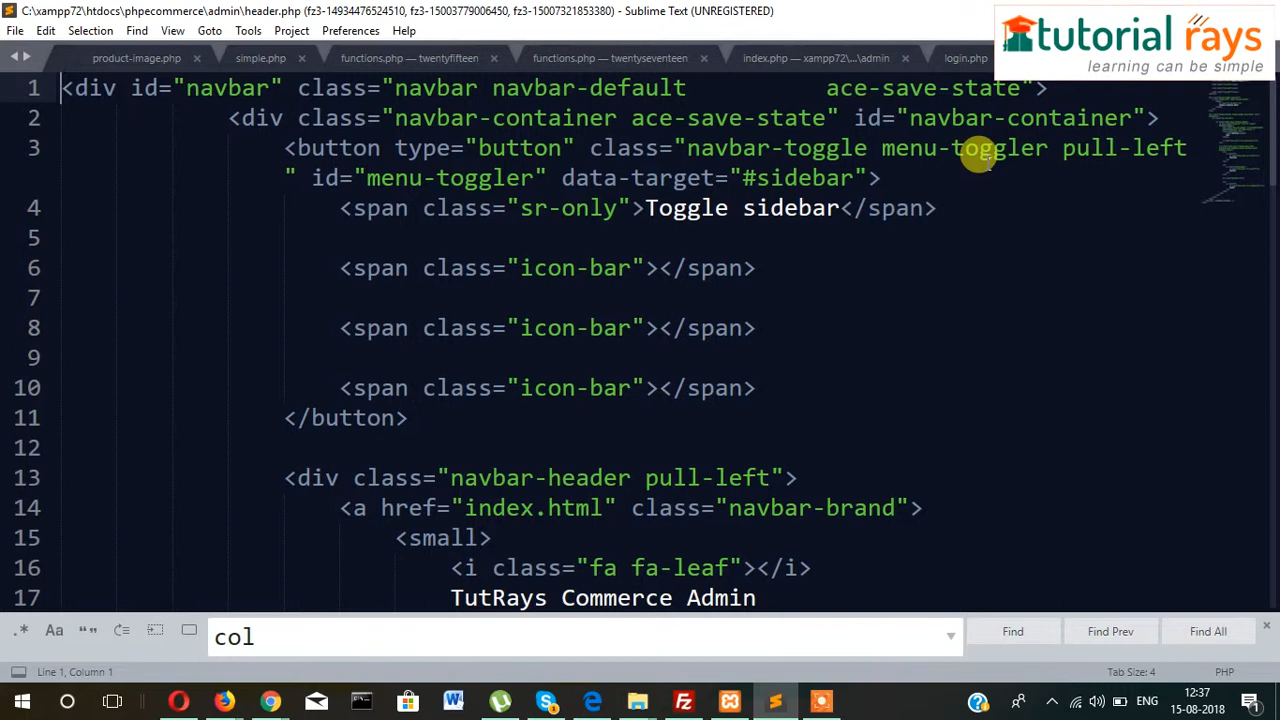 C:\xampp72\htdocs\phpecommerce\admin\header.php (fz3-14934476524510, fz3-15037790064​50, fz3-15007321853380) - Sublime Text (UNREGISTERED)
File Edit Selection Find View Goto Tools Project Preferences Help
tutorial rays
learning can be simple
product-image.php × simple.php × functions.php — twentyfifteen × functions.php — twentyseventeen × index.php — xampp72\...\admin × login.php
1 <div id="navbar" class="navbar navbar-default ace-save-state">
2 <div class="navbar-container ace-save-state" id="navbar-container">
3 <button type="button" class="navbar-toggle menu-toggler pull-left
" id="menu-toggler" data-target="#sidebar">
4 <span class="sr-only">Toggle sidebar</span>
5
6 <span class="icon-bar"></span>
7
8 <span class="icon-bar"></span>
9
10 <span class="icon-bar"></span>
11 </button>
12
13 <div class="navbar-header pull-left">
14 <a href="index.html" class="navbar-brand">
15 <small>
16 <i class="fa fa-leaf"></i>
17 TutRays Commerce Admin
.* Aa “” col Find Find Prev Find All ×
Line 1, Column 1 Tab Size: 4 PHP
ENG 12:37
15-08-2018